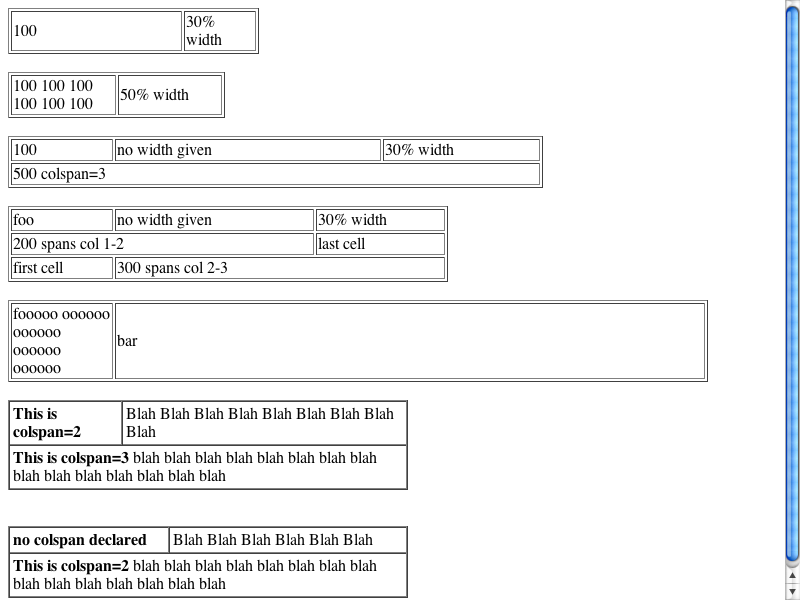 100
30%
width
100 100 100
100 100 100
50% width
100
no width given
30% width
500 colspan=3
foo
no width given
30% width
200 spans col 1-2
last cell
first cell
300 spans col 2-3
fooooo oooooo
oooooo
oooooo
oooooo
bar
This is
colspan=2
Blah Blah Blah Blah Blah Blah Blah Blah
Blah
This is colspan=3 blah blah blah blah blah blah blah blah
blah blah blah blah blah blah blah
no colspan declared
Blah Blah Blah Blah Blah Blah
This is colspan=2 blah blah blah blah blah blah blah blah
blah blah blah blah blah blah blah